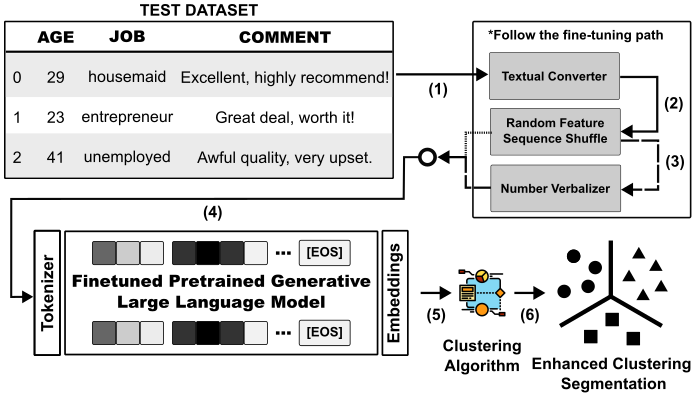 TEST DATASET
AGE JOB COMMENT
0 29 housemaid Excellent, highly recommend!
1 23 entrepreneur Great deal, worth it!
2 41 unemployed Awful quality, very upset.
(1)
*Follow the fine-tuning path
Textual Converter
(2)
Random Feature
Sequence Shuffle
(3)
Number Verbalizer
(4)
Tokenizer
... [EOS]
Finetuned Pretrained Generative
Large Language Model
... [EOS]
Embeddings
(5)
Clustering
Algorithm
(6)
Enhanced Clustering
Segmentation